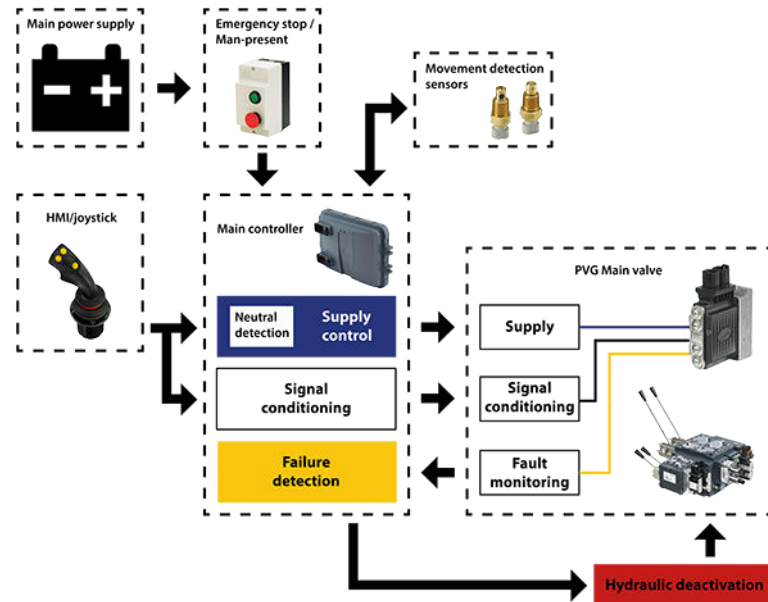 Main power supply
Emergency stop /
Man-present
Movement detection
sensors
HMI/joystick
Main controller
Neutral
detection
Supply
control
Signal
conditioning
Failure
detection
PVG Main valve
Supply
Signal
conditioning
Fault
monitoring
Hydraulic deactivation